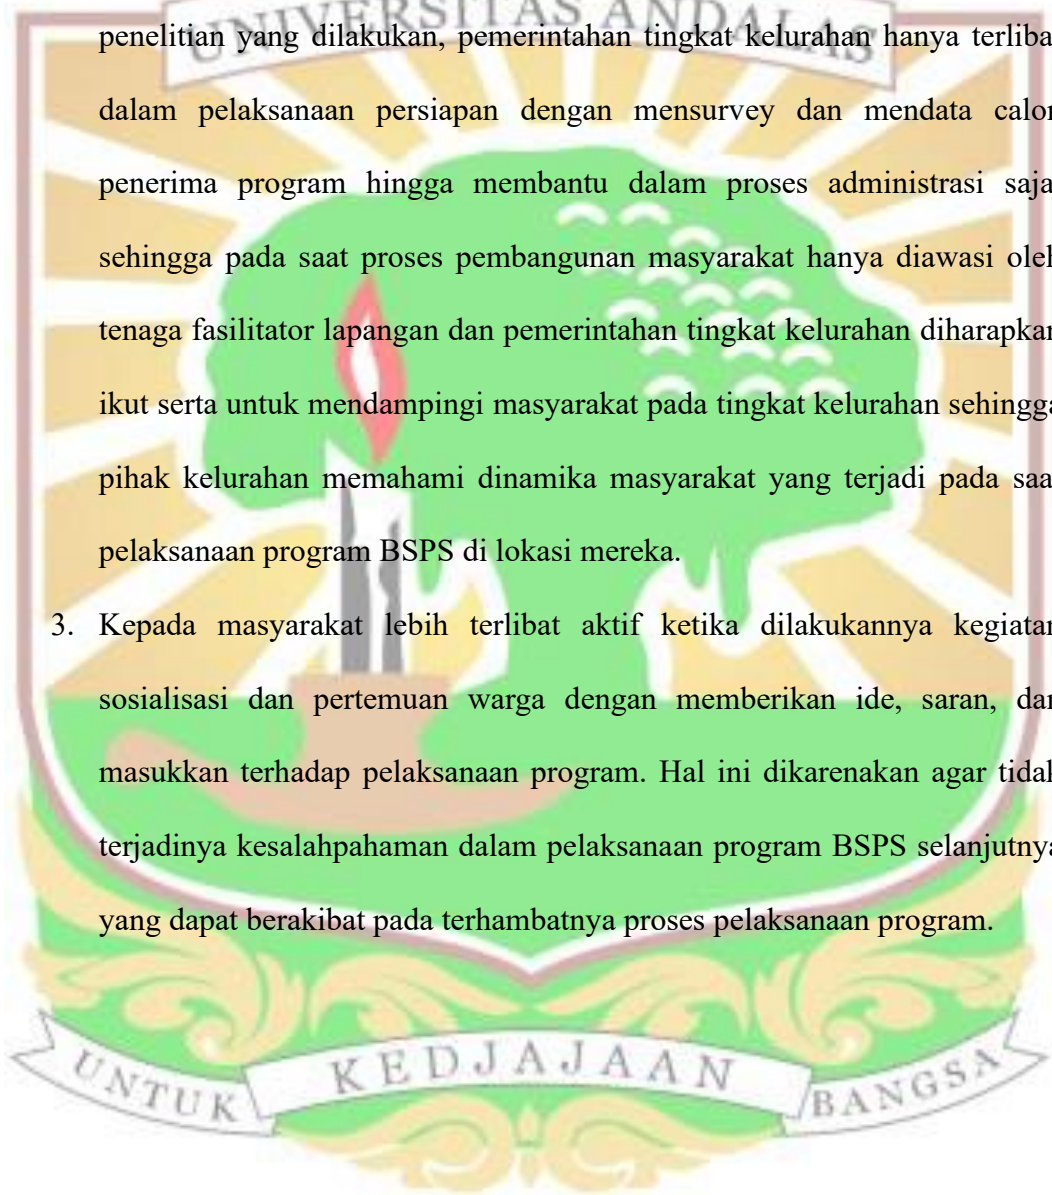 UNIVERSITAS ANDALAS
penelitian yang dilakukan, pemerintahan tingkat kelurahan hanya terliba
dalam pelaksanaan persiapan dengan mensurvey dan mendata calon
penerima program hingga membantu dalam proses administrasi saja
sehingga pada saat proses pembangunan masyarakat hanya diawasi oleh
tenaga fasilitator lapangan dan pemerintahan tingkat kelurahan diharapkan
ikut serta untuk mendampingi masyarakat pada tingkat kelurahan sehingga
pihak kelurahan memahami dinamika masyarakat yang terjadi pada saa
pelaksanaan program BSPS di lokasi mereka.
3. Kepada masyarakat lebih terlibat aktif ketika dilakukannya kegiatan
sosialisasi dan pertemuan warga dengan memberikan ide, saran, dan
masukkan terhadap pelaksanaan program. Hal ini dikarenakan agar tidak
terjadinya kesalahpahaman dalam pelaksanaan program BSPS selanjutnya
yang dapat berakibat pada terhambatnya proses pelaksanaan program.
UNTUK KEDJAJAAN BANGSA